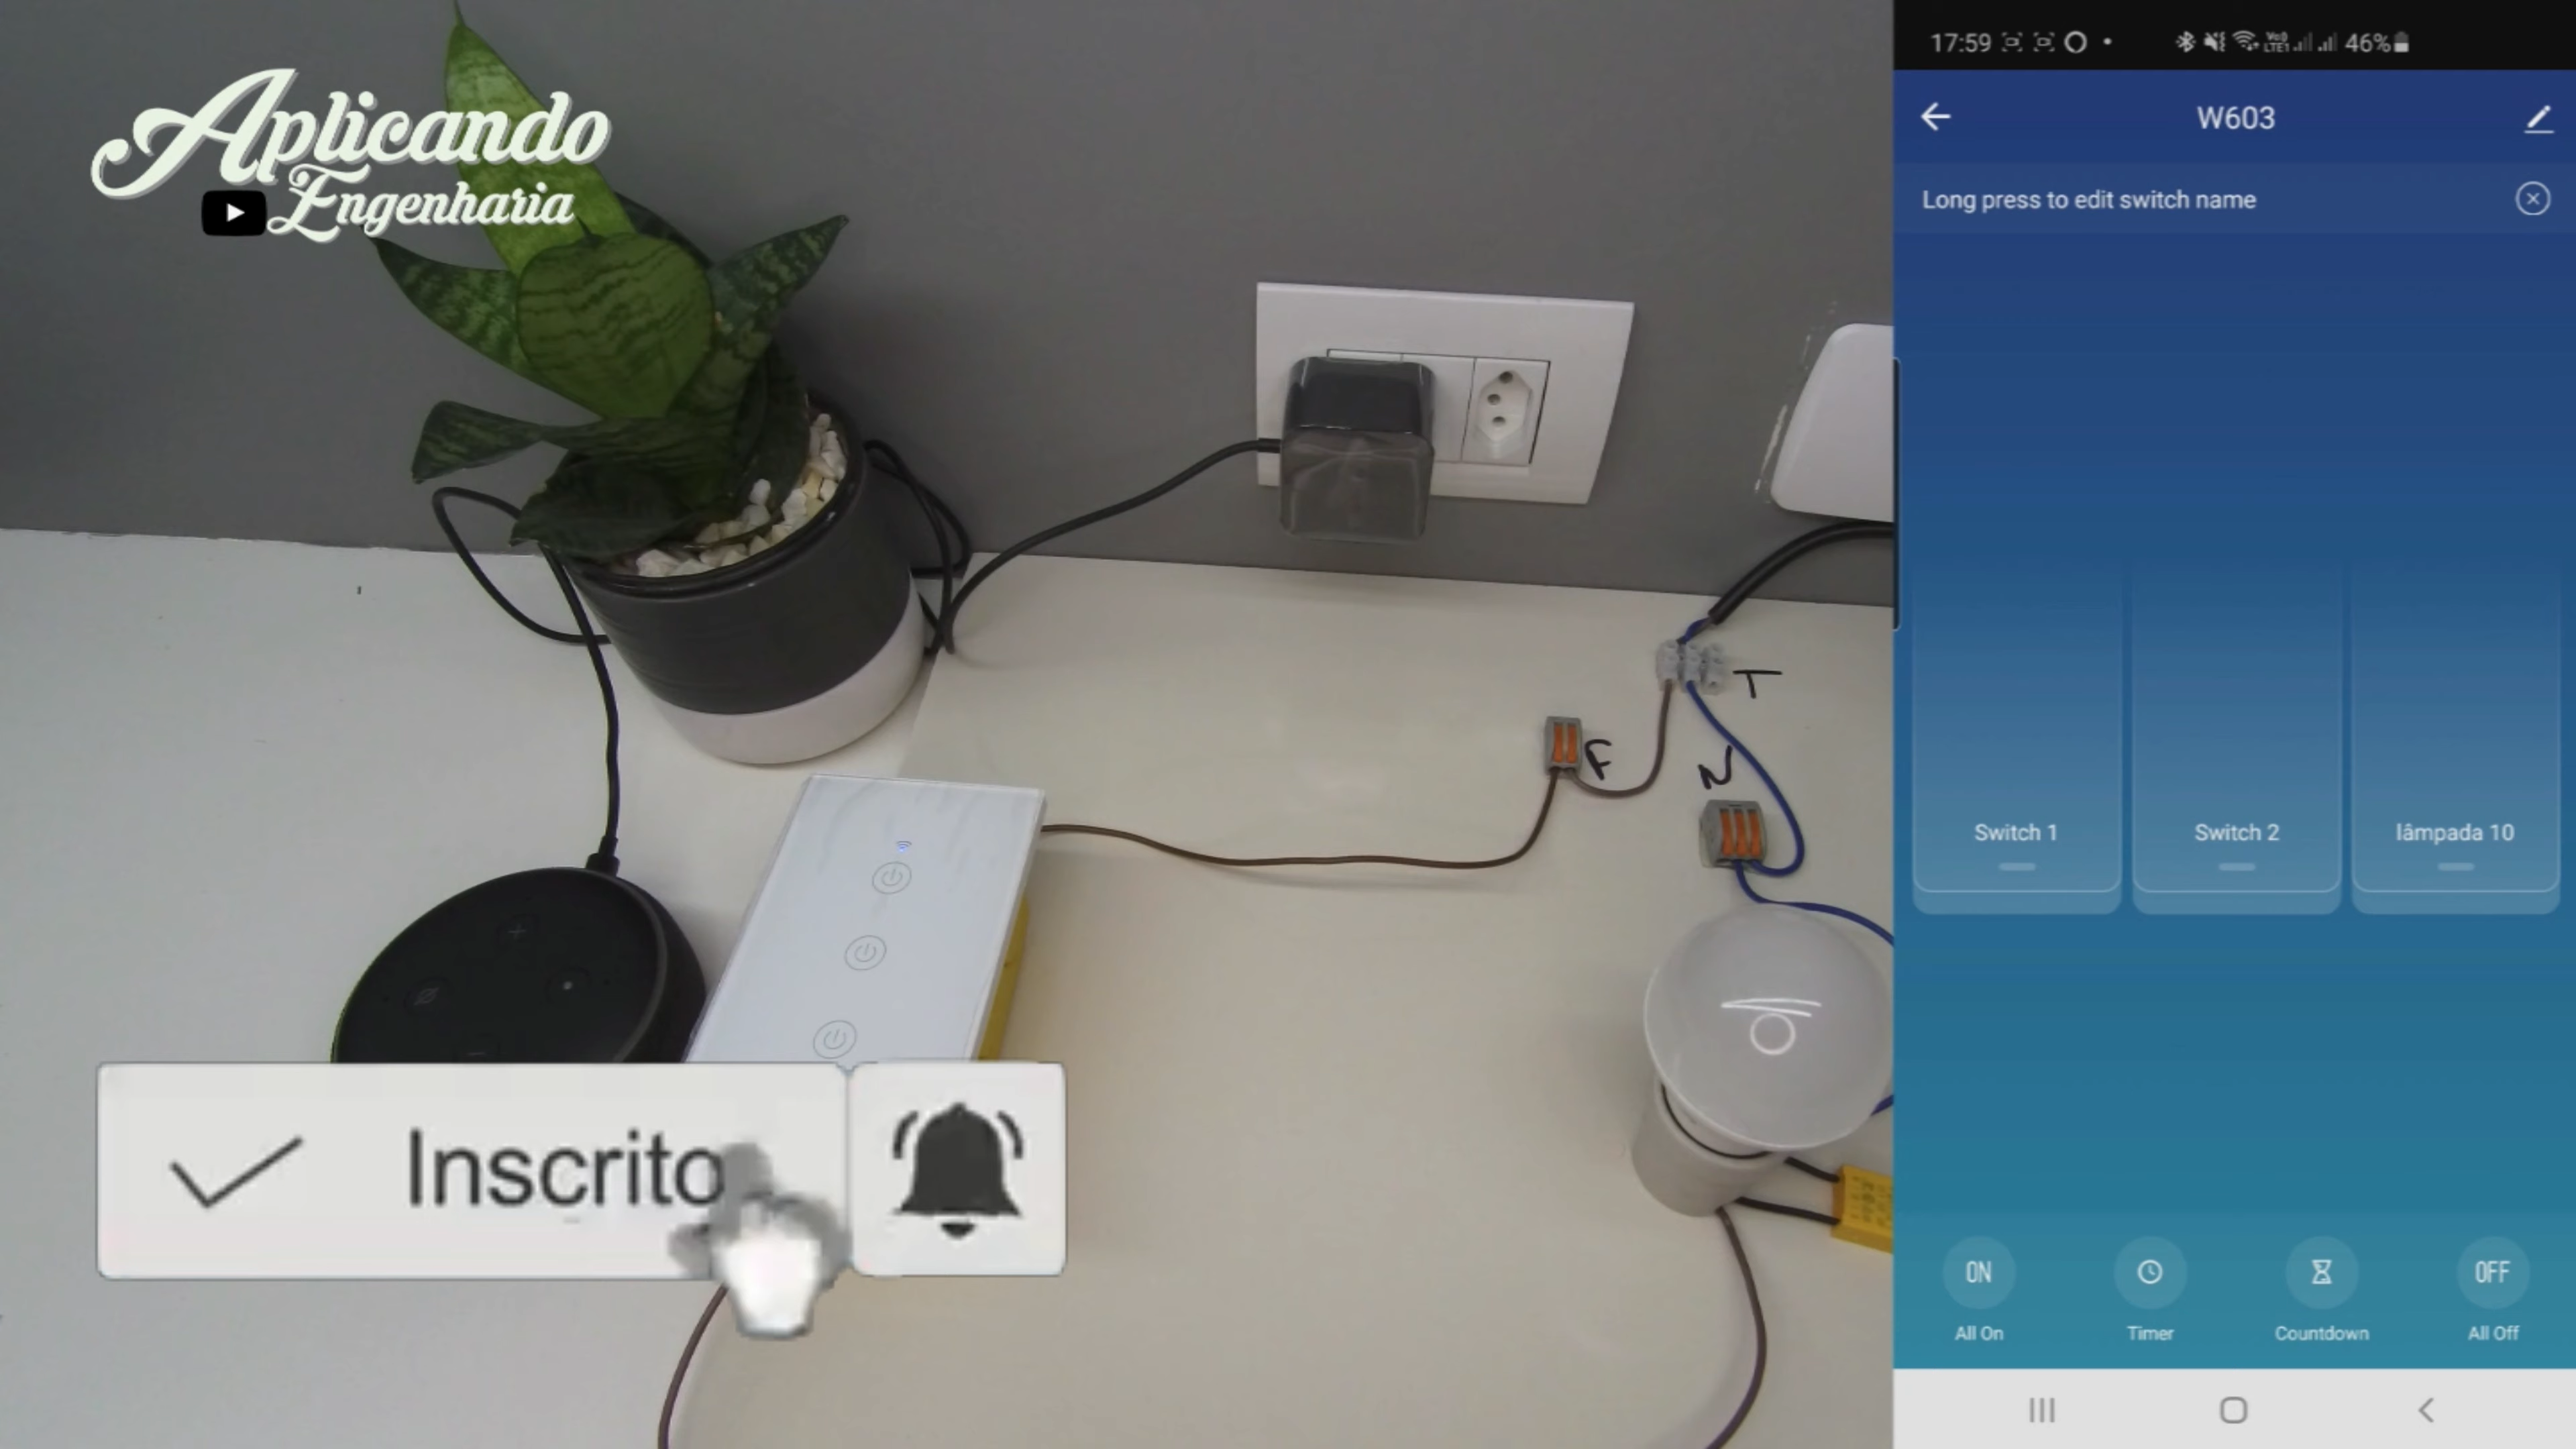 Aplicando
Engenharia
17:59
46%
W603
Long press to edit switch name
T
F
N
Switch 1
Switch 2
lâmpada 10
Inscrito
ON
OFF
All On
Timer
Countdown
All Off